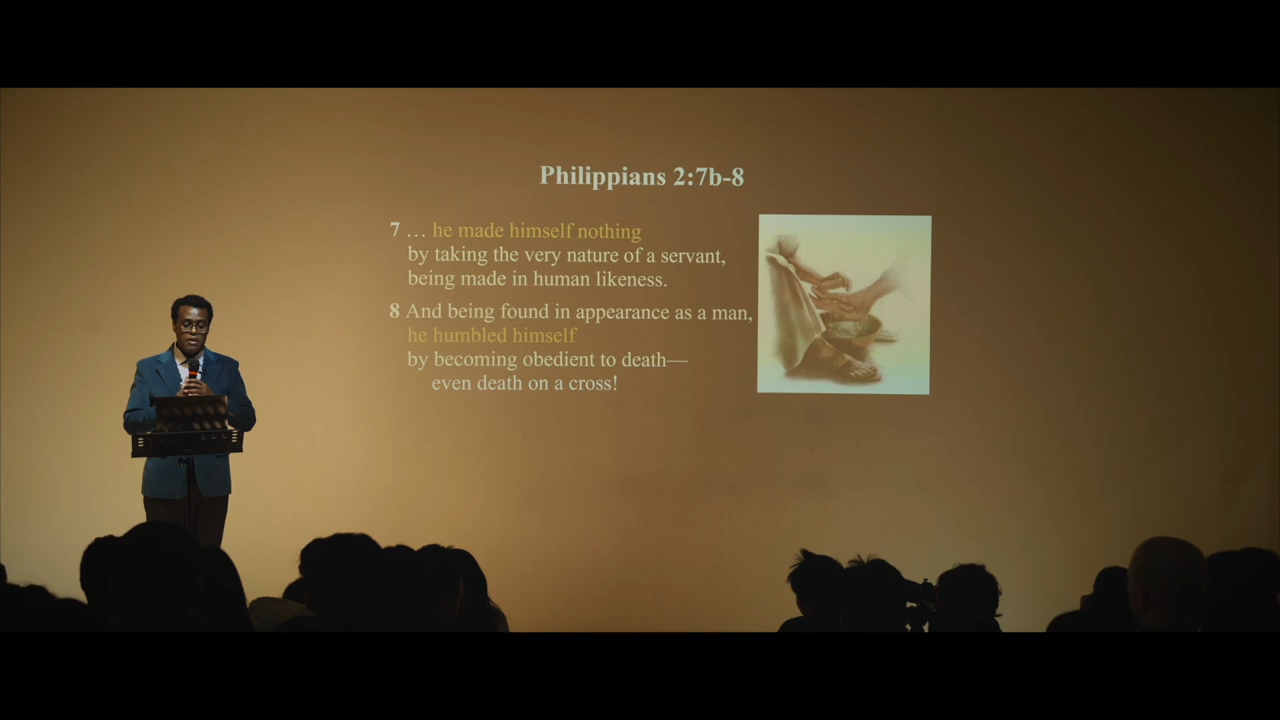 Philippians 2:7b-8
7 … he made himself nothing
by taking the very nature of a servant,
being made in human likeness.
8 And being found in appearance as a man,
he humbled himself
by becoming obedient to death—
even death on a cross!